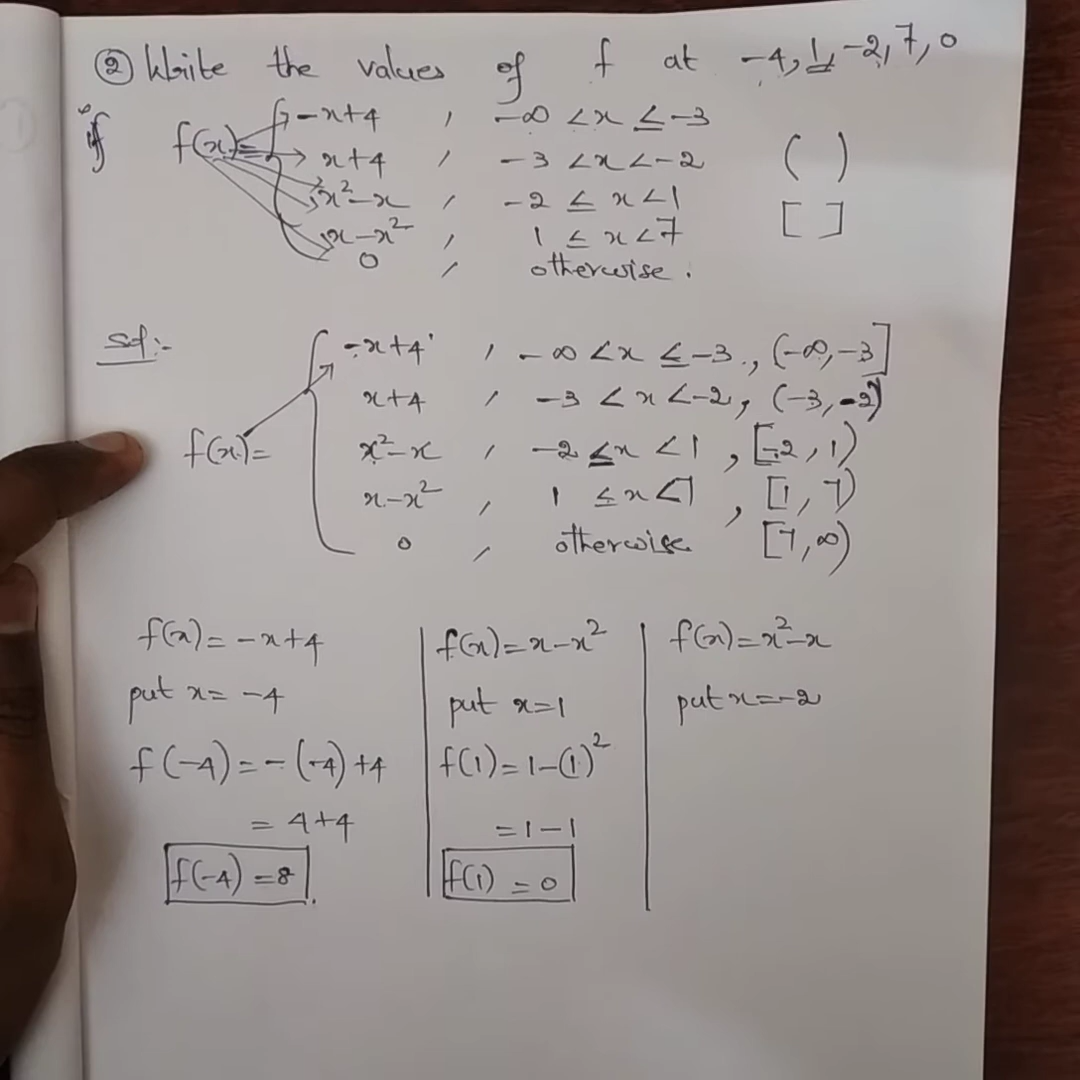 ② Write the values of f at -4, 1, -2, 7, 0
if f(x)= { -x+4 , -∞ < x ≤ -3
x+4 , -3 < x < -2 ( )
x²-x , -2 ≤ x < 1
x-x² , 1 ≤ x < 7 [ ]
0 , otherwise.
Sol:-
f(x)= { -x+4 , -∞ < x ≤ -3 , (-∞, -3]
x+4 , -3 < x < -2 , (-3, -2)
x²-x , -2 ≤ x < 1 , [-2, 1)
x-x² , 1 ≤ x < 7 , [1, 7)
0 , otherwise [7, ∞)
f(x)= -x+4
put x= -4
f(-4)= -(-4)+4
= 4+4
f(-4) =8
f(x)=x-x²
put x=1
f(1)=1-(1)²
=1-1
f(1) = 0
f(x)=x²-x
put x=-2